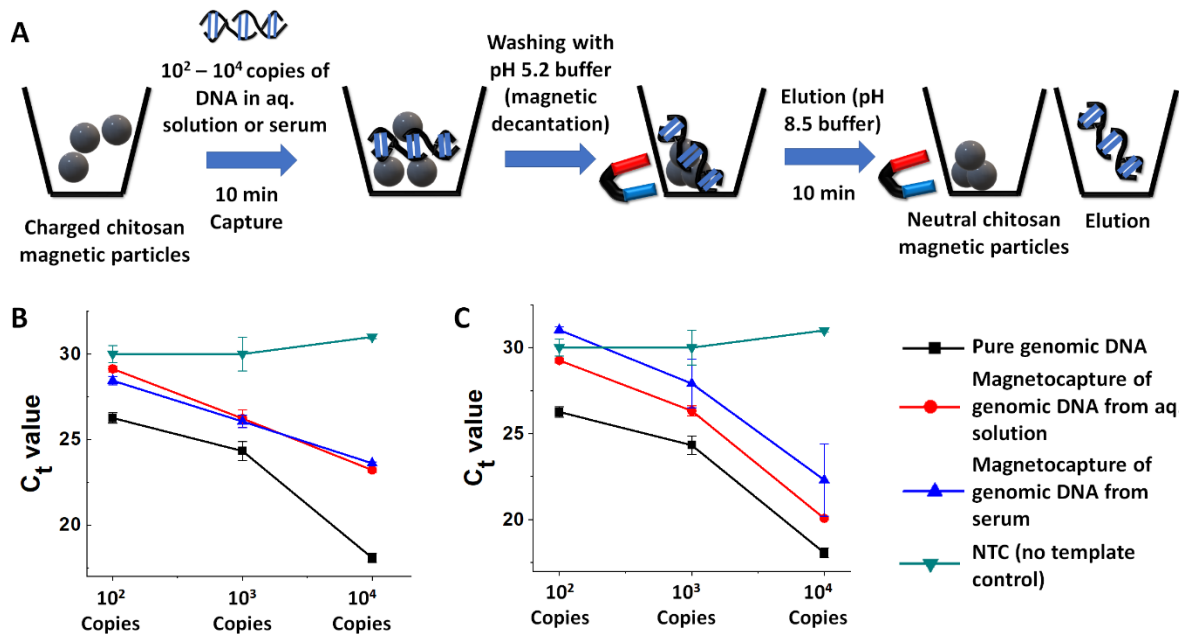 A
10² – 10⁴ copies of
DNA in aq.
solution or serum
10 min
Capture
Charged chitosan
magnetic particles
Washing with
pH 5.2 buffer
(magnetic
decantation)
Elution (pH
8.5 buffer)
10 min
Neutral chitosan
magnetic particles
Elution
B
30
25
20
Cₜ value
10²
Copies
10³
Copies
10⁴
Copies
C
30
25
20
Cₜ value
10²
Copies
10³
Copies
10⁴
Copies
Pure genomic DNA
Magnetocapture of
genomic DNA from aq.
solution
Magnetocapture of
genomic DNA from
serum
NTC (no template
control)